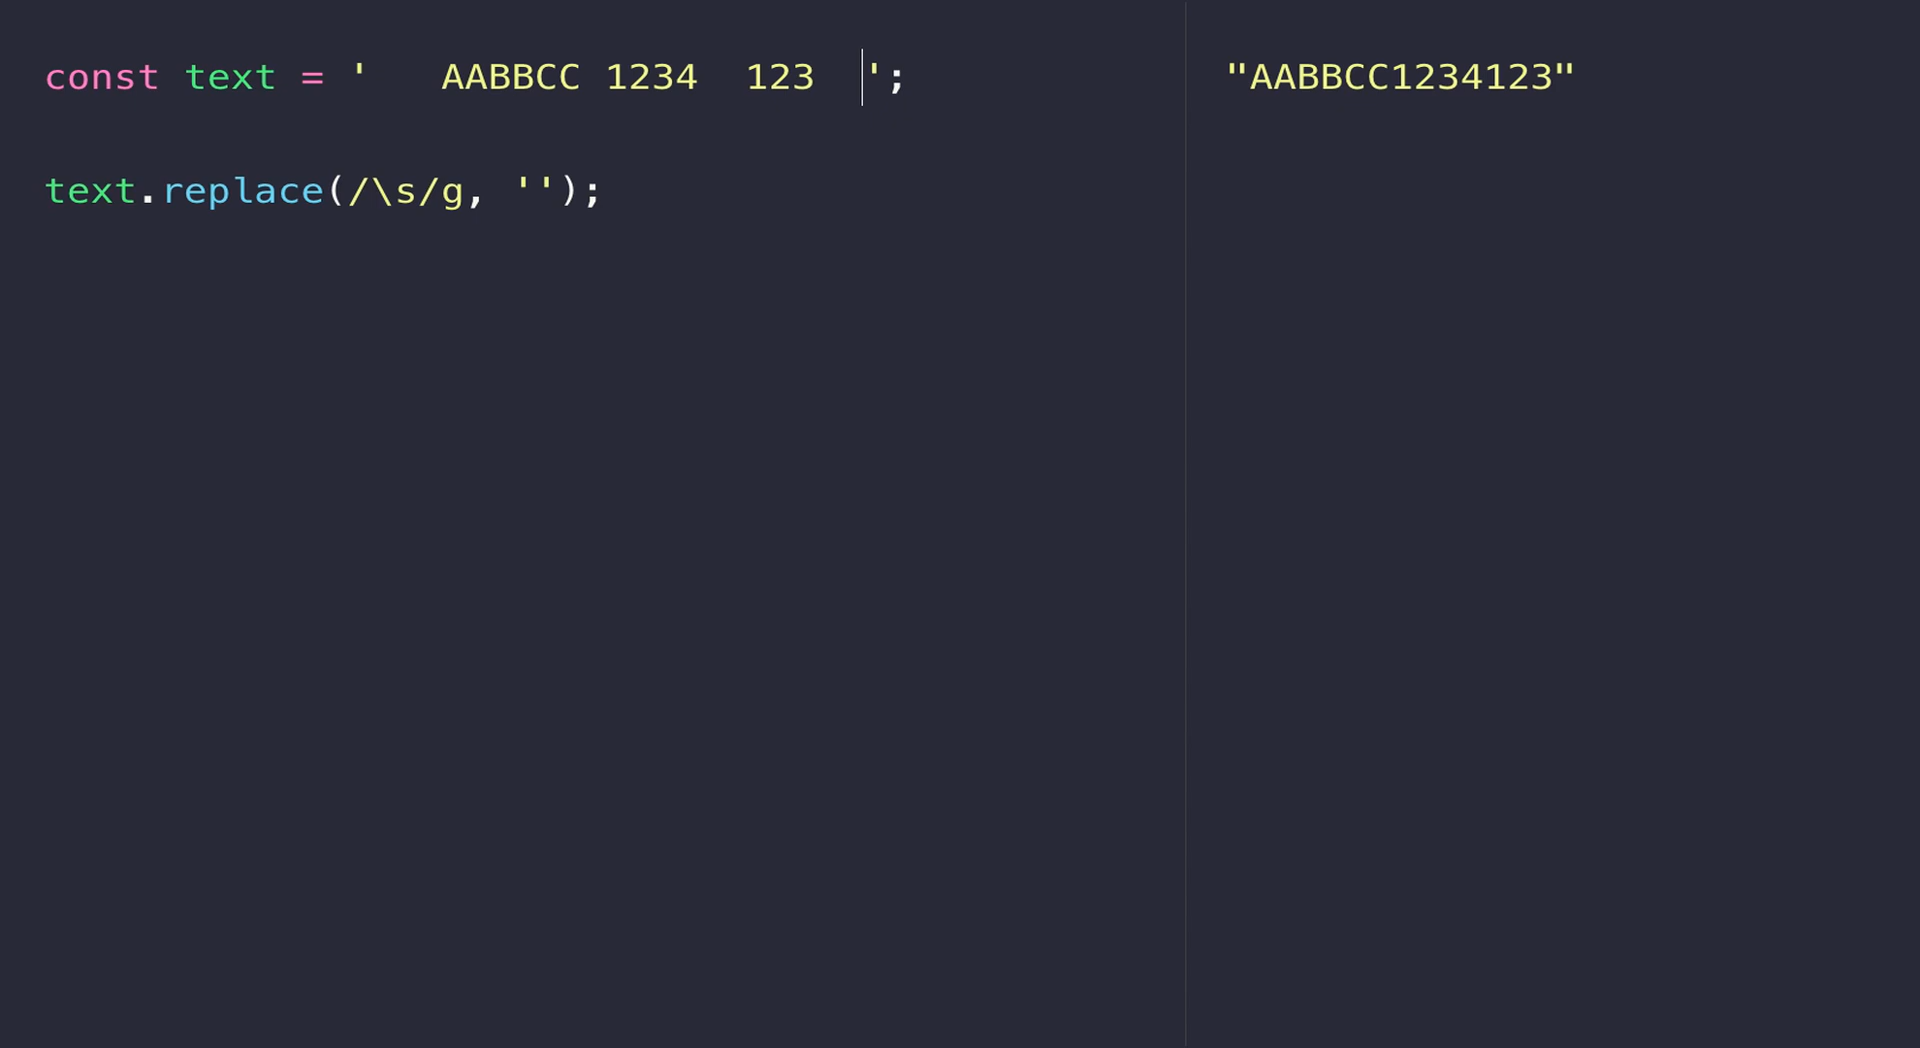 const text = '   AABBCC 1234  123  ';
"AABBCC1234123"
text.replace(/\s/g, '');